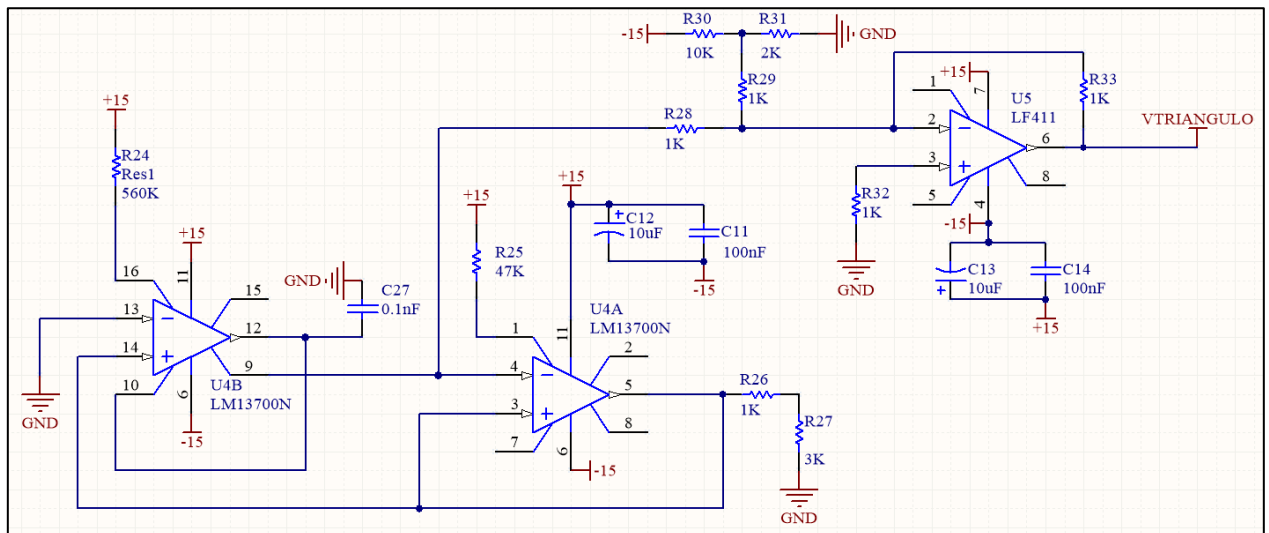 R30
R31
-15
GND
10K
2K
+15
R29
1K
1
+15
7
U5
LF411
R33
1K
R28
1K
2
6
VTRIANGULO
3
8
R24
Res1
560K
R32
1K
5
4
-15
+15
+15
+15
R25
47K
C12
10uF
C11
100nF
-15
GND
C13
10uF
C14
100nF
+15
16
11
15
GND
C27
0.1nF
13
12
14
9
10
6
U4B
LM13700N
-15
GND
U4A
LM13700N
1
11
2
4
5
3
8
7
6
-15
R26
1K
R27
3K
GND